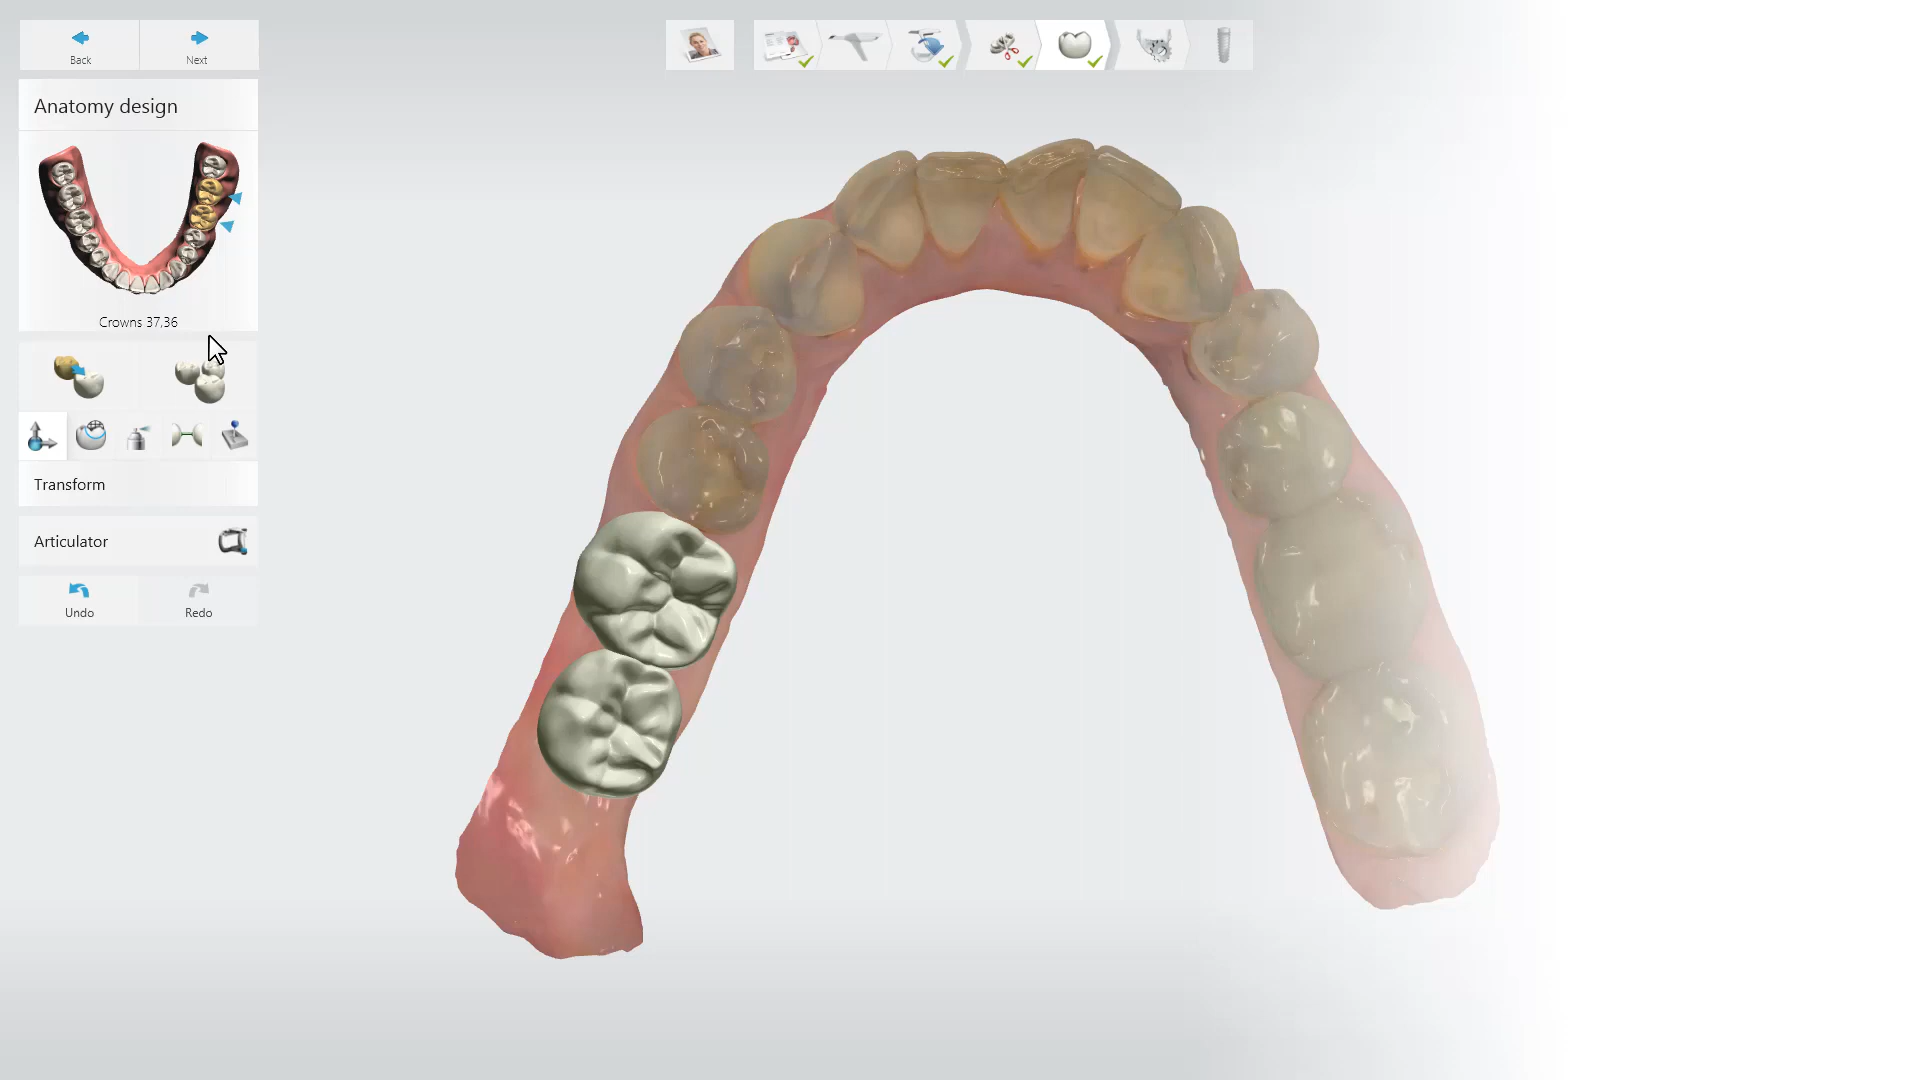 Back
Next
Anatomy design
Crowns 37,36
Transform
Articulator
Undo
Redo